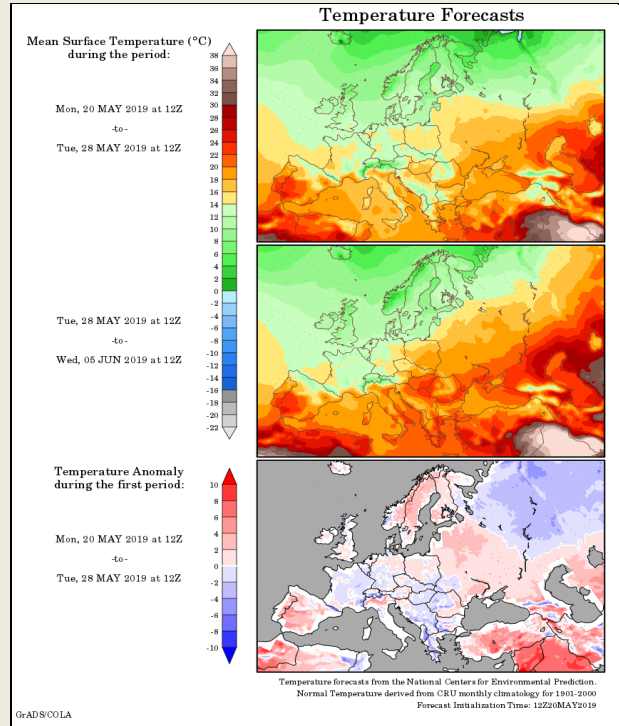 Temperature Forecasts
Mean Surface Temperature (°C)
during the period:
Mon, 20 MAY 2019 at 12Z
-to-
Tue, 28 MAY 2019 at 12Z
38
36
34
32
30
28
26
24
22
20
18
16
14
12
10
8
6
4
2
0
-2
-4
-6
-8
-10
-12
-14
-16
-18
-20
-22
Tue, 28 MAY 2019 at 12Z
-to-
Wed, 05 JUN 2019 at 12Z
Temperature Anomaly
during the first period:
Mon, 20 MAY 2019 at 12Z
-to-
Tue, 28 MAY 2019 at 12Z
10
8
6
4
2
0
-2
-4
-6
-8
-10
Temperature forecasts from the National Centers for Environmental Prediction.
Normal Temperature derived from CRU monthly climatology for 1901-2000
Forecast Initialization Time: 12Z20MAY2019
GrADS/COLA